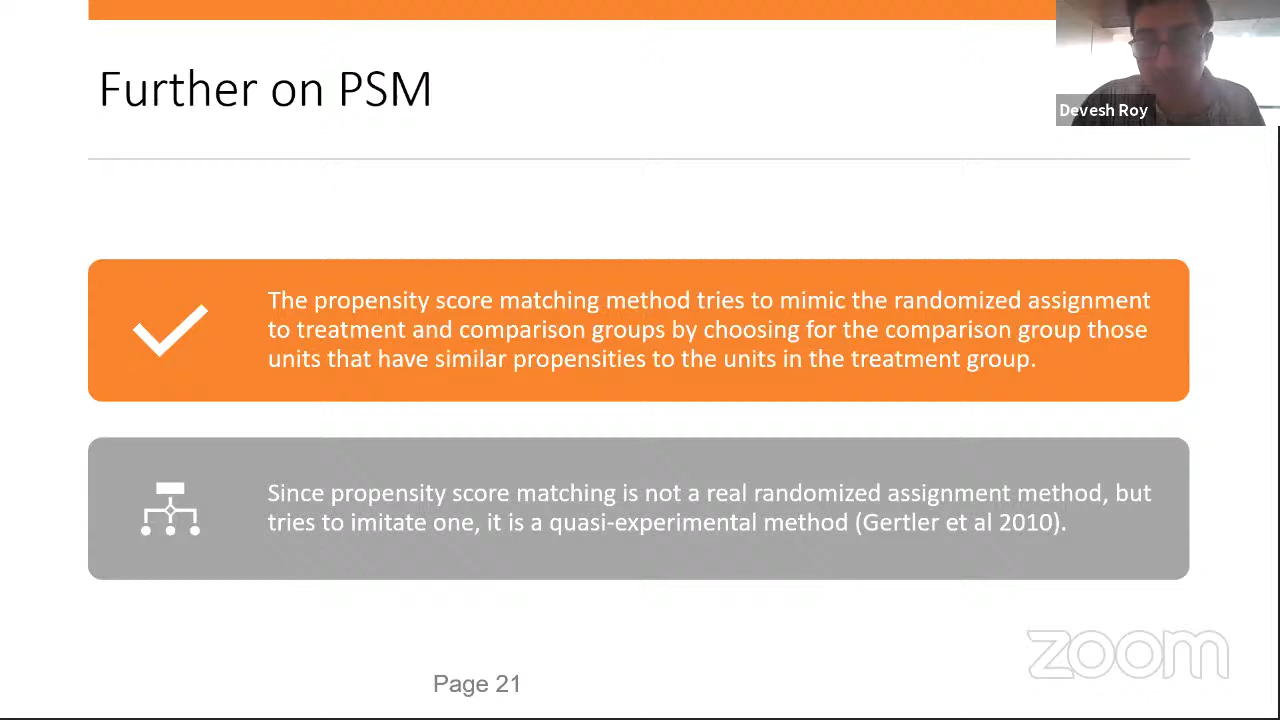 Further on PSM
Devesh Roy
The propensity score matching method tries to mimic the randomized assignment
to treatment and comparison groups by choosing for the comparison group those
units that have similar propensities to the units in the treatment group.
Since propensity score matching is not a real randomized assignment method, but
tries to imitate one, it is a quasi-experimental method (Gertler et al 2010).
zoom
Page 21